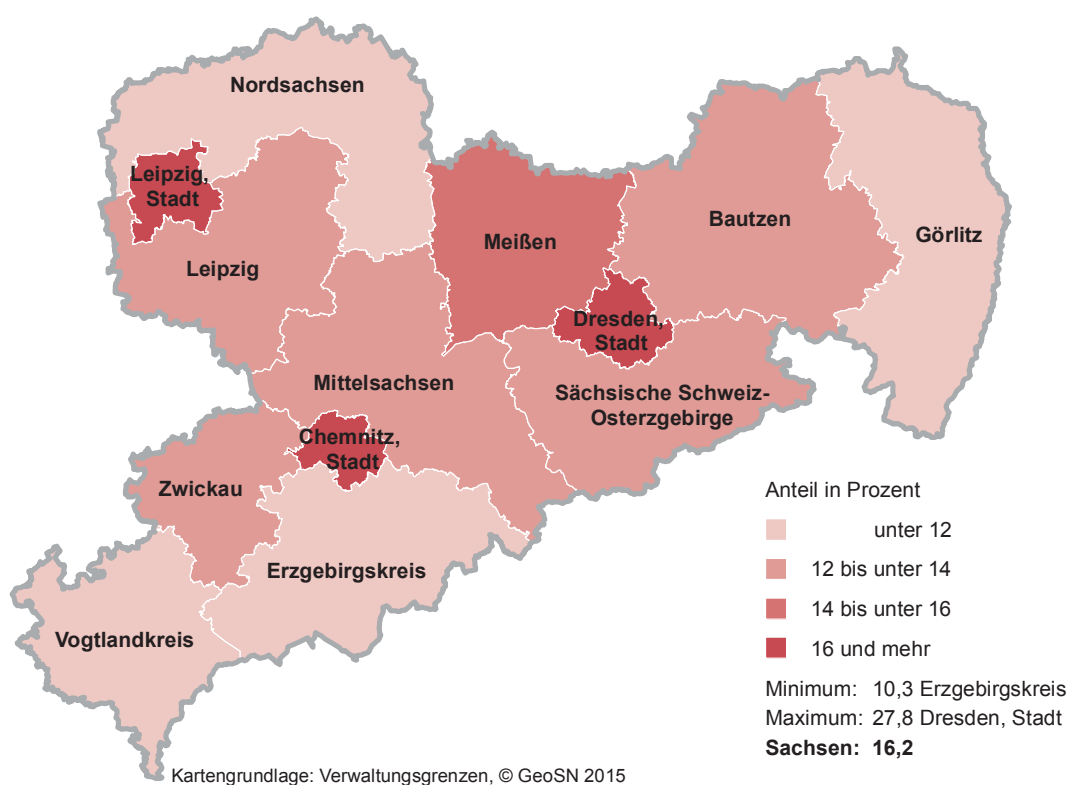 Nordsachsen
Leipzig,
Stadt
Leipzig
Meißen
Bautzen
Görlitz
Dresden,
Stadt
Mittelsachsen
Sächsische Schweiz-
Osterzgebirge
Chemnitz,
Stadt
Zwickau
Erzgebirgskreis
Vogtlandkreis
Anteil in Prozent
unter 12
12 bis unter 14
14 bis unter 16
16 und mehr
Minimum: 10,3 Erzgebirgskreis
Maximum: 27,8 Dresden, Stadt
Sachsen: 16,2
Kartengrundlage: Verwaltungsgrenzen, © GeoSN 2015